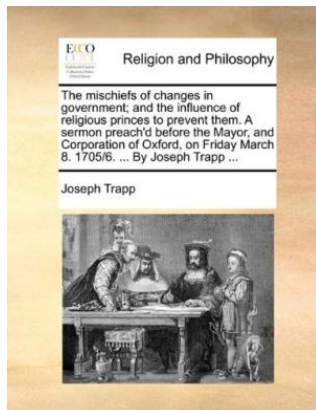 ECCO
Religion and Philosophy
The mischiefs of changes in
government; and the influence of
religious princes to prevent them. A
sermon preach'd before the Mayor, and
Corporation of Oxford, on Friday March
8. 1705/6. ... By Joseph Trapp ...
Joseph Trapp